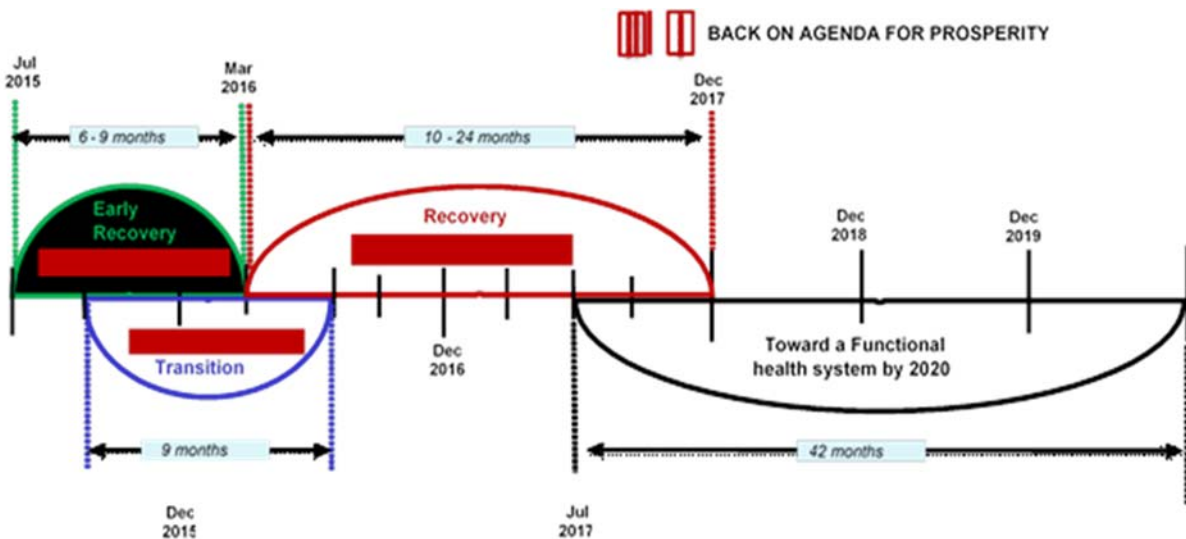 BACK ON AGENDA FOR PROSPERITY
Jul
2015
Mar
2016
Dec
2017
6 - 9 months
10 - 24 months
Early
Recovery
Recovery
Dec
2018
Dec
2019
Transition
Dec
2016
Toward a Functional
health system by 2020
9 months
42 months
Dec
2015
Jul
2017